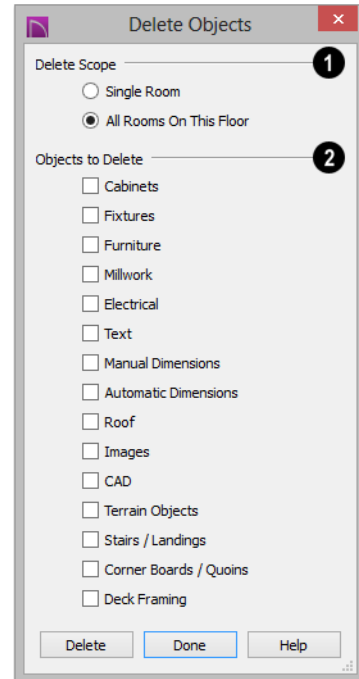 Delete Objects
Delete Scope 1
Single Room
All Rooms On This Floor
Objects to Delete 2
Cabinets
Fixtures
Furniture
Millwork
Electrical
Text
Manual Dimensions
Automatic Dimensions
Roof
Images
CAD
Terrain Objects
Stairs / Landings
Corner Boards / Quoins
Deck Framing
Delete Done Help